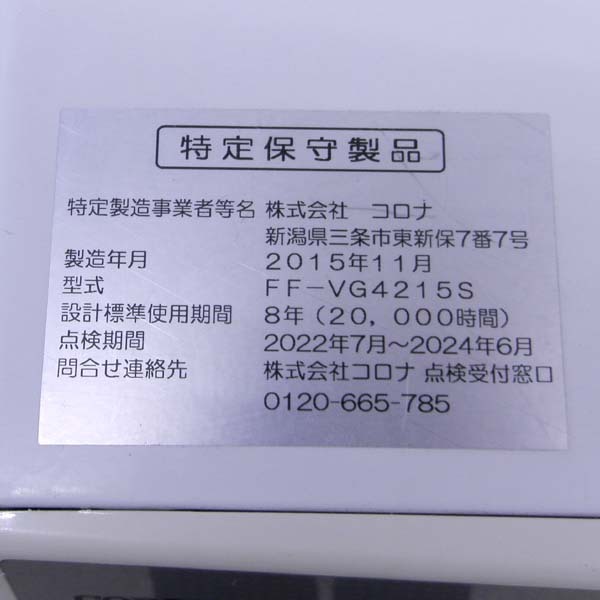 特定保守製品
特定製造事業者等名 株式会社 コロナ
新潟県三条市東新保7番7号
製造年月 2015年11月
型式 FF-VG4215S
設計標準使用期間 8年(20,000時間)
点検期間 2022年7月~2024年6月
問合せ連絡先 株式会社コロナ 点検受付窓口
0120-665-785